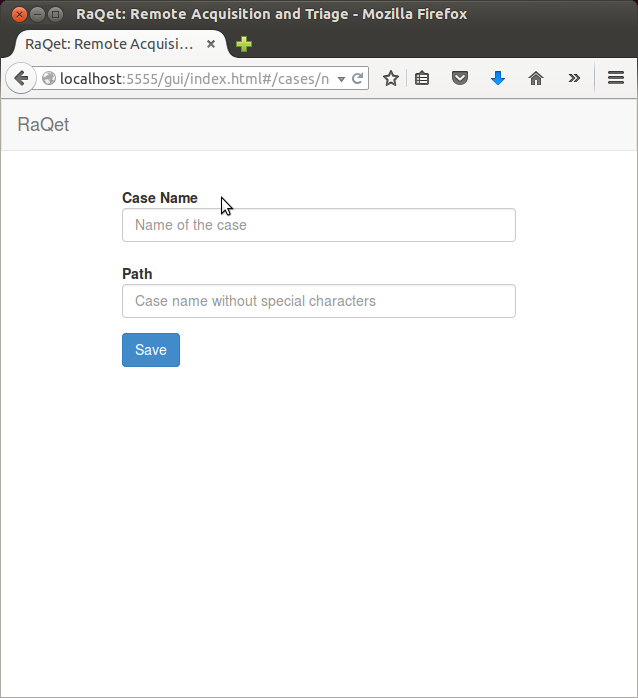 RaQet: Remote Acquisition and Triage - Mozilla Firefox
RaQet: Remote Acquisi...
localhost:5555/gui/index.html#/cases/n
RaQet
Case Name
Name of the case
Path
Case name without special characters
Save